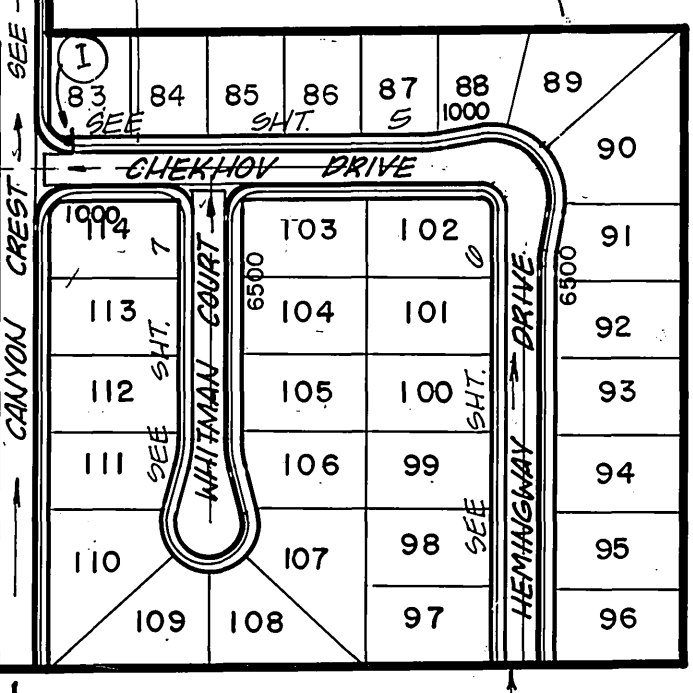 SEE
I
83 84 85 86 87 88 89
SEE SHT. 5
1000
90
CHEKHOV DRIVE
1000
114 103 102 91
7
6
6500
6500
113 104 101 92
112 105 100 93
111 106 99 94
110 107 98 95
109 108 97 96
CANYON CREST
SEE SHT.
WHITMAN COURT
SEE SHT.
HEMINGWAY DRIVE